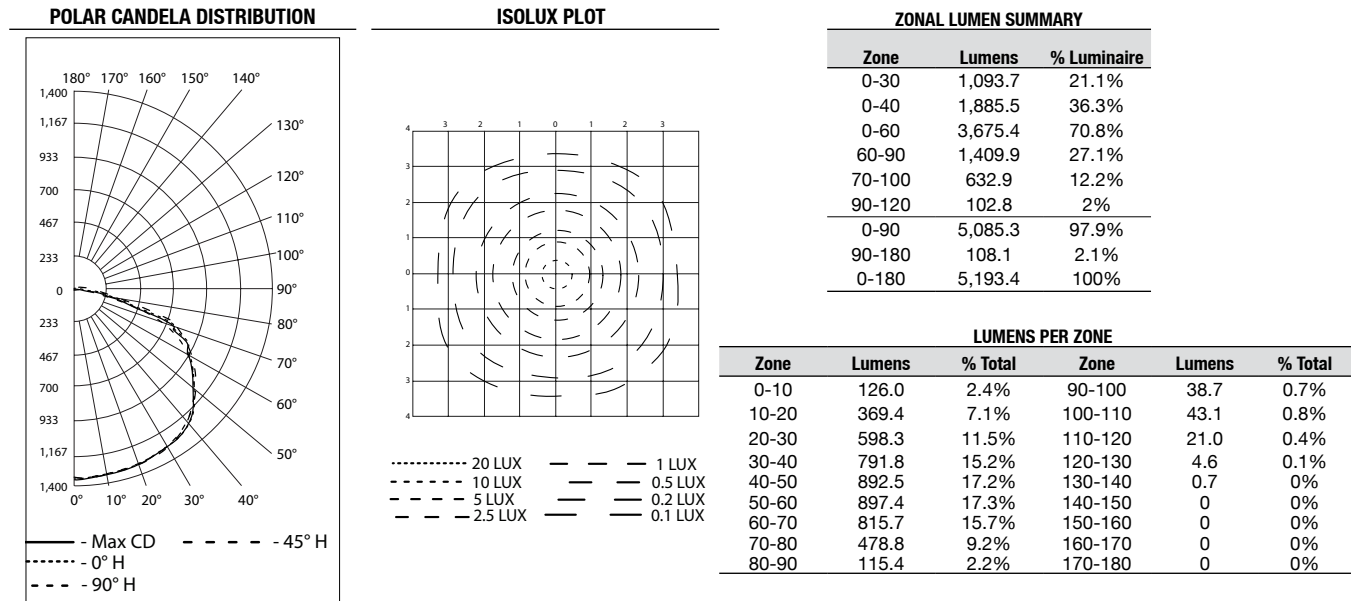 POLAR CANDELA DISTRIBUTION
180° 170° 160° 150° 140°
130°
120°
110°
100°
90°
80°
70°
60°
50°
0° 10° 20° 30° 40°
1,400
1,167
933
700
467
233
0
233
467
700
933
1,167
1,400
- Max CD
- 45° H
- 0° H
- 90° H
ISOLUX PLOT
3 2 1 0 1 2 3
4
3
2
1
0
1
2
3
4
20 LUX
1 LUX
10 LUX
0.5 LUX
5 LUX
0.2 LUX
2.5 LUX
0.1 LUX
ZONAL LUMEN SUMMARY
Zone Lumens % Luminaire
0-30 1,093.7 21.1%
0-40 1,885.5 36.3%
0-60 3,675.4 70.8%
60-90 1,409.9 27.1%
70-100 632.9 12.2%
90-120 102.8 2%
0-90 5,085.3 97.9%
90-180 108.1 2.1%
0-180 5,193.4 100%
LUMENS PER ZONE
Zone Lumens % Total Zone Lumens % Total
0-10 126.0 2.4% 90-100 38.7 0.7%
10-20 369.4 7.1% 100-110 43.1 0.8%
20-30 598.3 11.5% 110-120 21.0 0.4%
30-40 791.8 15.2% 120-130 4.6 0.1%
40-50 892.5 17.2% 130-140 0.7 0%
50-60 897.4 17.3% 140-150 0 0%
60-70 815.7 15.7% 150-160 0 0%
70-80 478.8 9.2% 160-170 0 0%
80-90 115.4 2.2% 170-180 0 0%